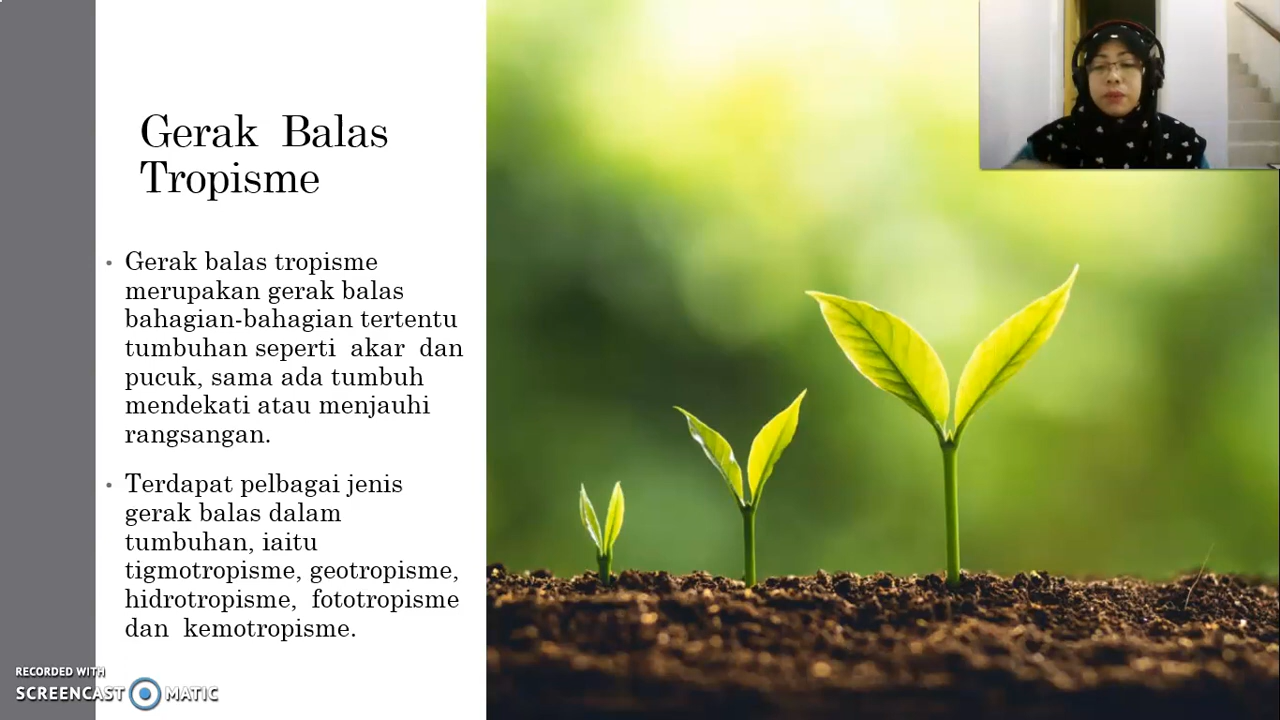 Gerak Balas
Tropisme
• Gerak balas tropisme
merupakan gerak balas
bahagian-bahagian tertentu
tumbuhan seperti akar dan
pucuk, sama ada tumbuh
mendekati atau menjauhi
rangsangan.
• Terdapat pelbagai jenis
gerak balas dalam
tumbuhan, iaitu
tigmotropisme, geotropisme,
hidrotropisme, fototropisme
dan kemotropisme.
RECORDED WITH
SCREENCAST MATIC